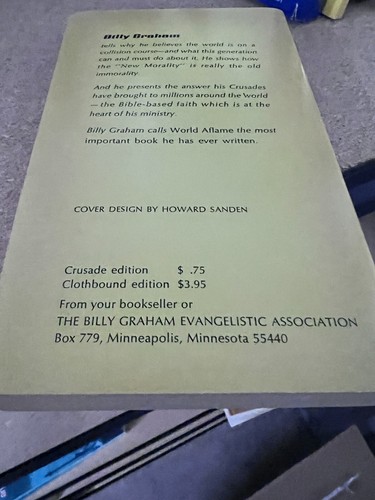 Billy Graham
tells why he believes the world is on a
collision course—and what this generation
can and must do about it. He shows how
the "New Morality" is really the old
immorality.
And he presents the answer his Crusades
have brought to millions around the world
—the Bible-based faith which is at the
heart of his ministry.
Billy Graham calls World Aflame the most
important book he has ever written.
COVER DESIGN BY HOWARD SANDEN
Crusade edition $ .75
Clothbound edition $3.95
From your bookseller or
THE BILLY GRAHAM EVANGELISTIC ASSOCIATION
Box 779, Minneapolis, Minnesota 55440